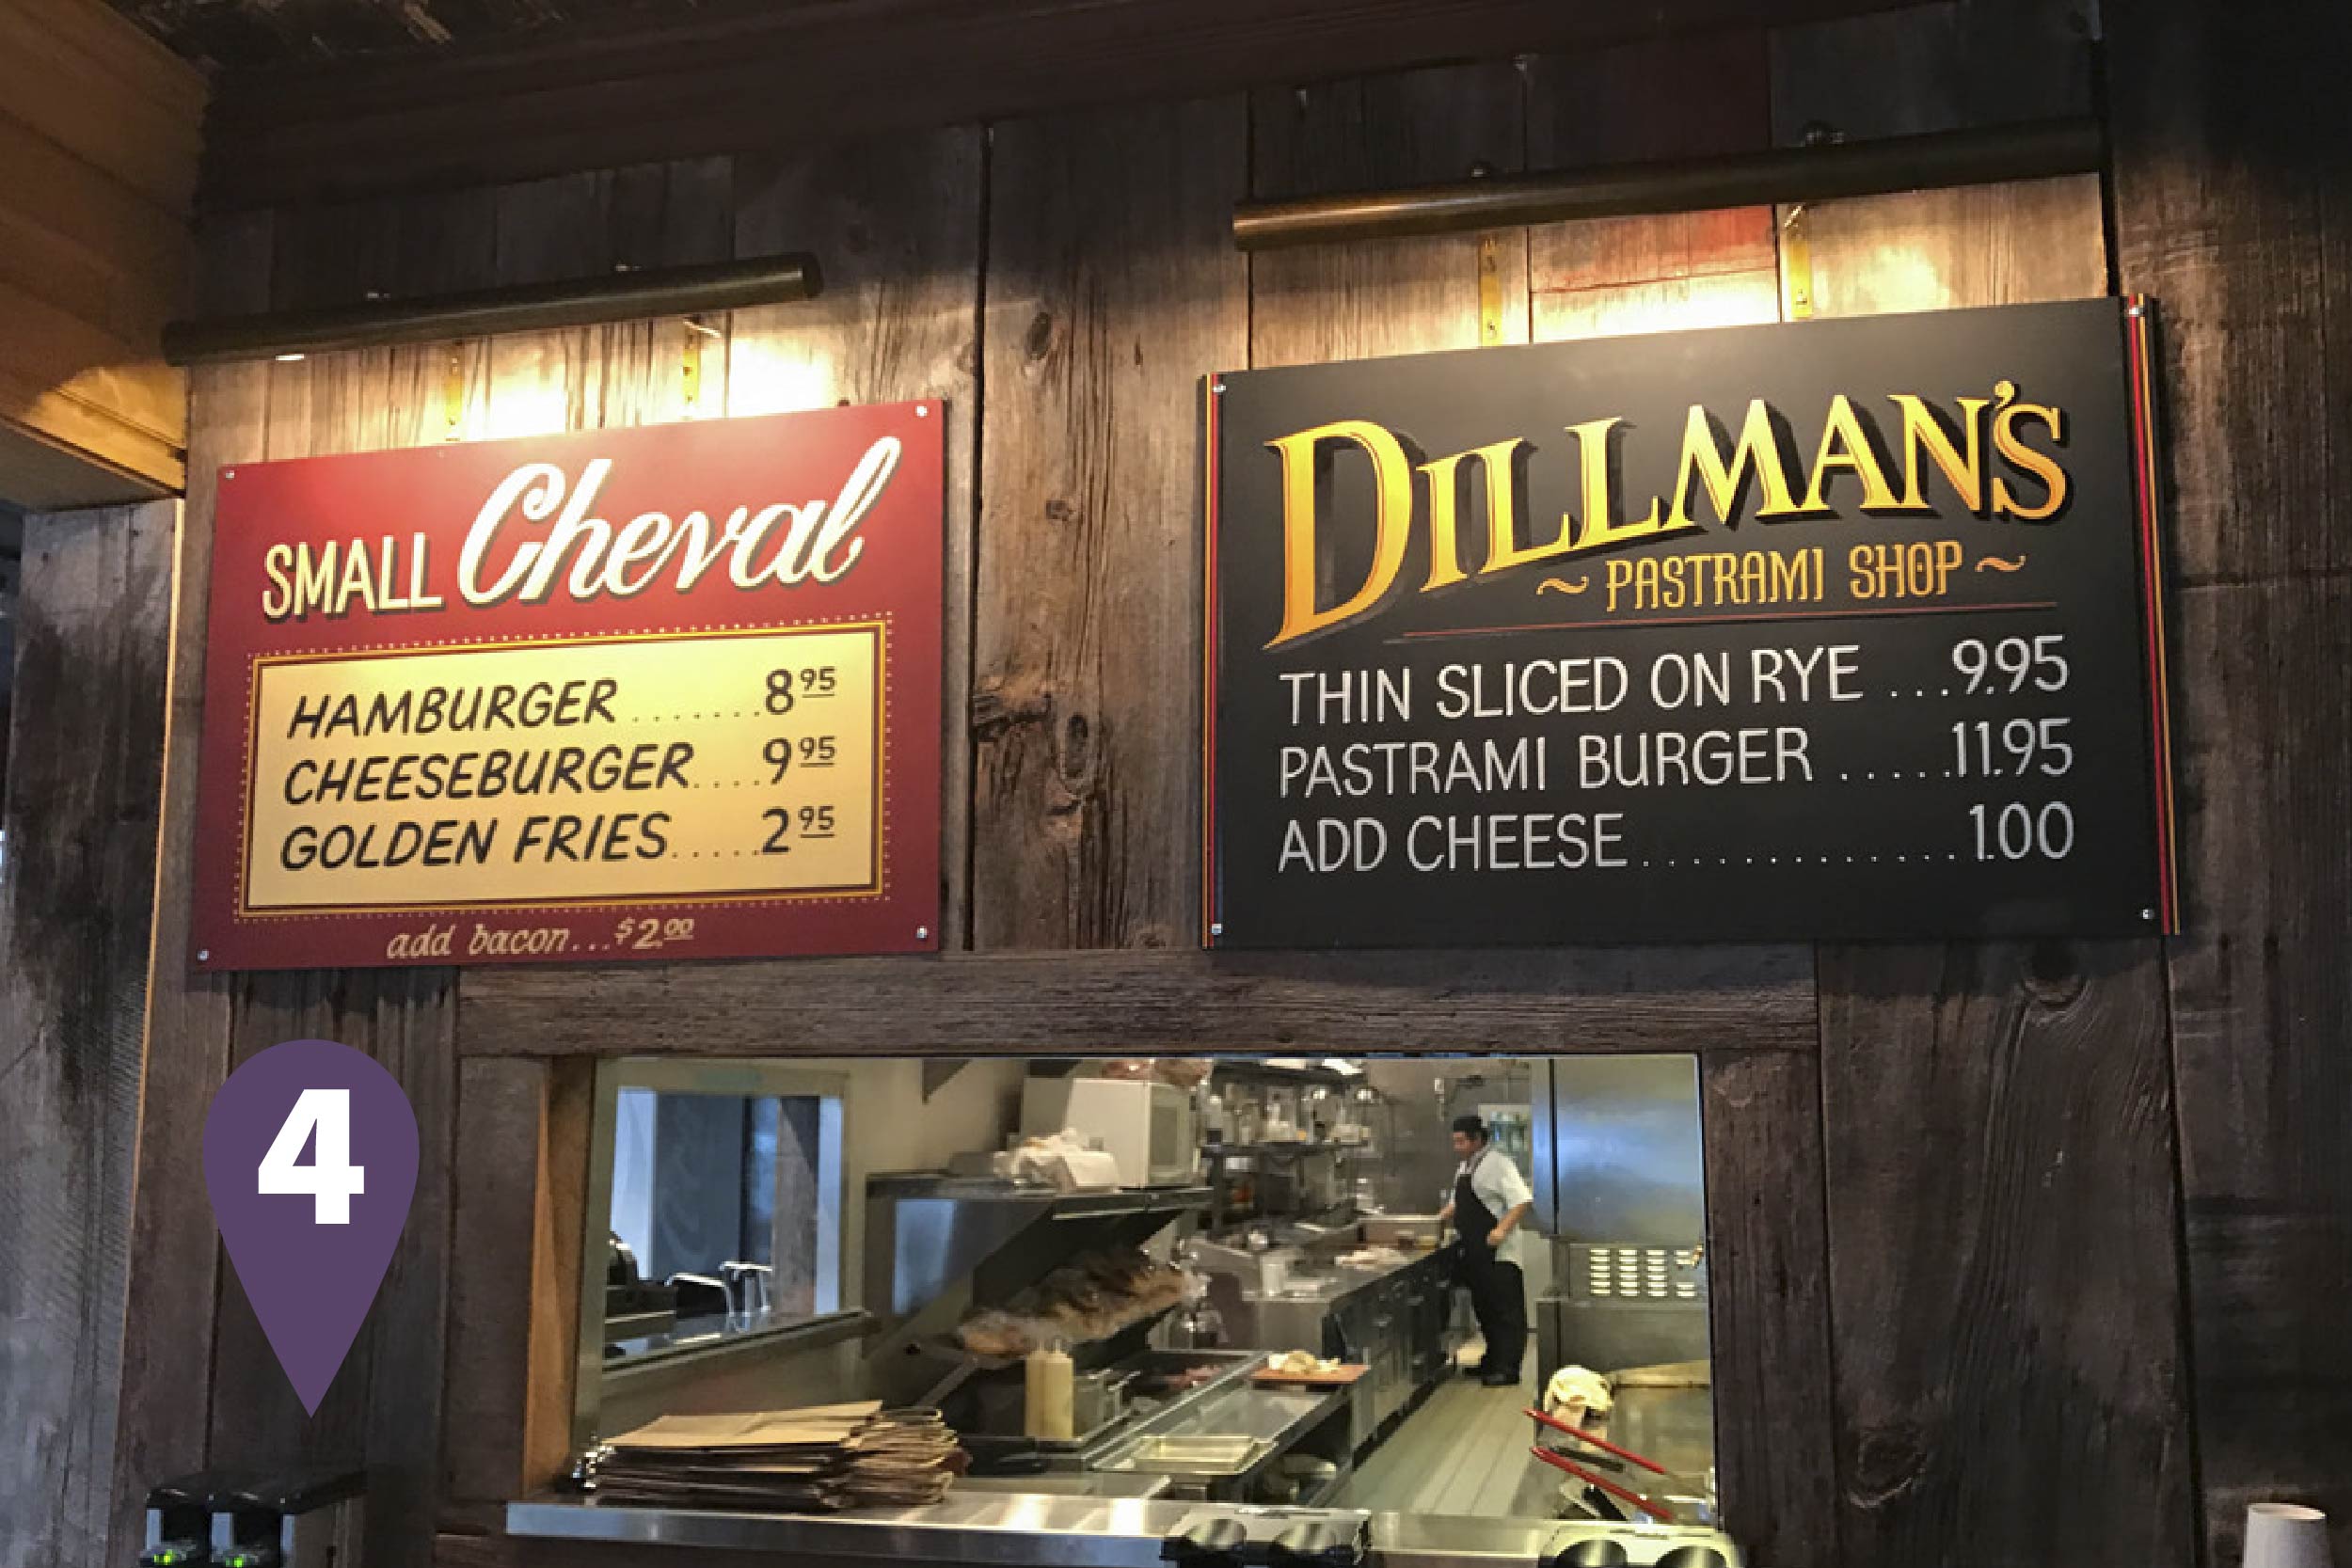 SMALL Cheval
HAMBURGER.......8 95
CHEESEBURGER....9 95
GOLDEN FRIES.....2 95
add bacon...$2.00
DILLMAN'S
~ PASTRAMI SHOP ~
THIN SLICED ON RYE ...9.95
PASTRAMI BURGER .....11.95
ADD CHEESE.............1.00
4